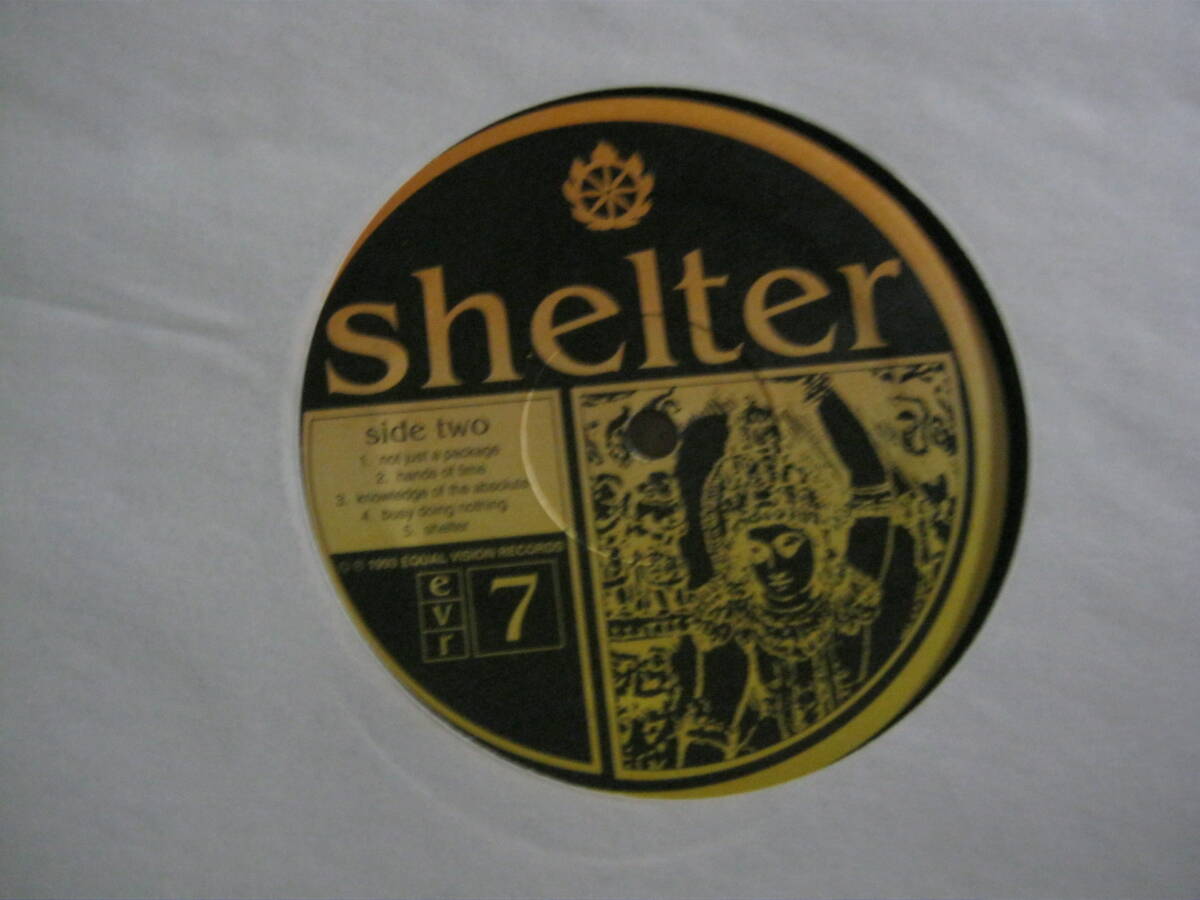 shelter
side two
1. not just a package
2. hands of time
3. knowledge of the absolute
4. busy doing nothing
5. shelter
EQUAL VISION RECORDS
e
v
r
7